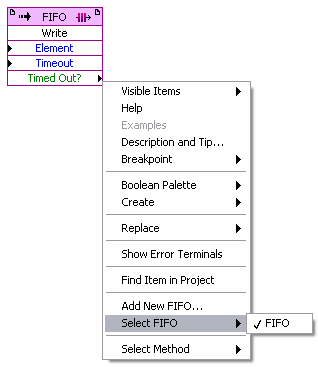 FIFO
Write
Element
Timeout
Timed Out?
Visible Items
Help
Examples
Description and Tip...
Breakpoint
Boolean Palette
Create
Replace
Show Error Terminals
Find Item in Project
Add New FIFO...
Select FIFO
✓ FIFO
Select Method